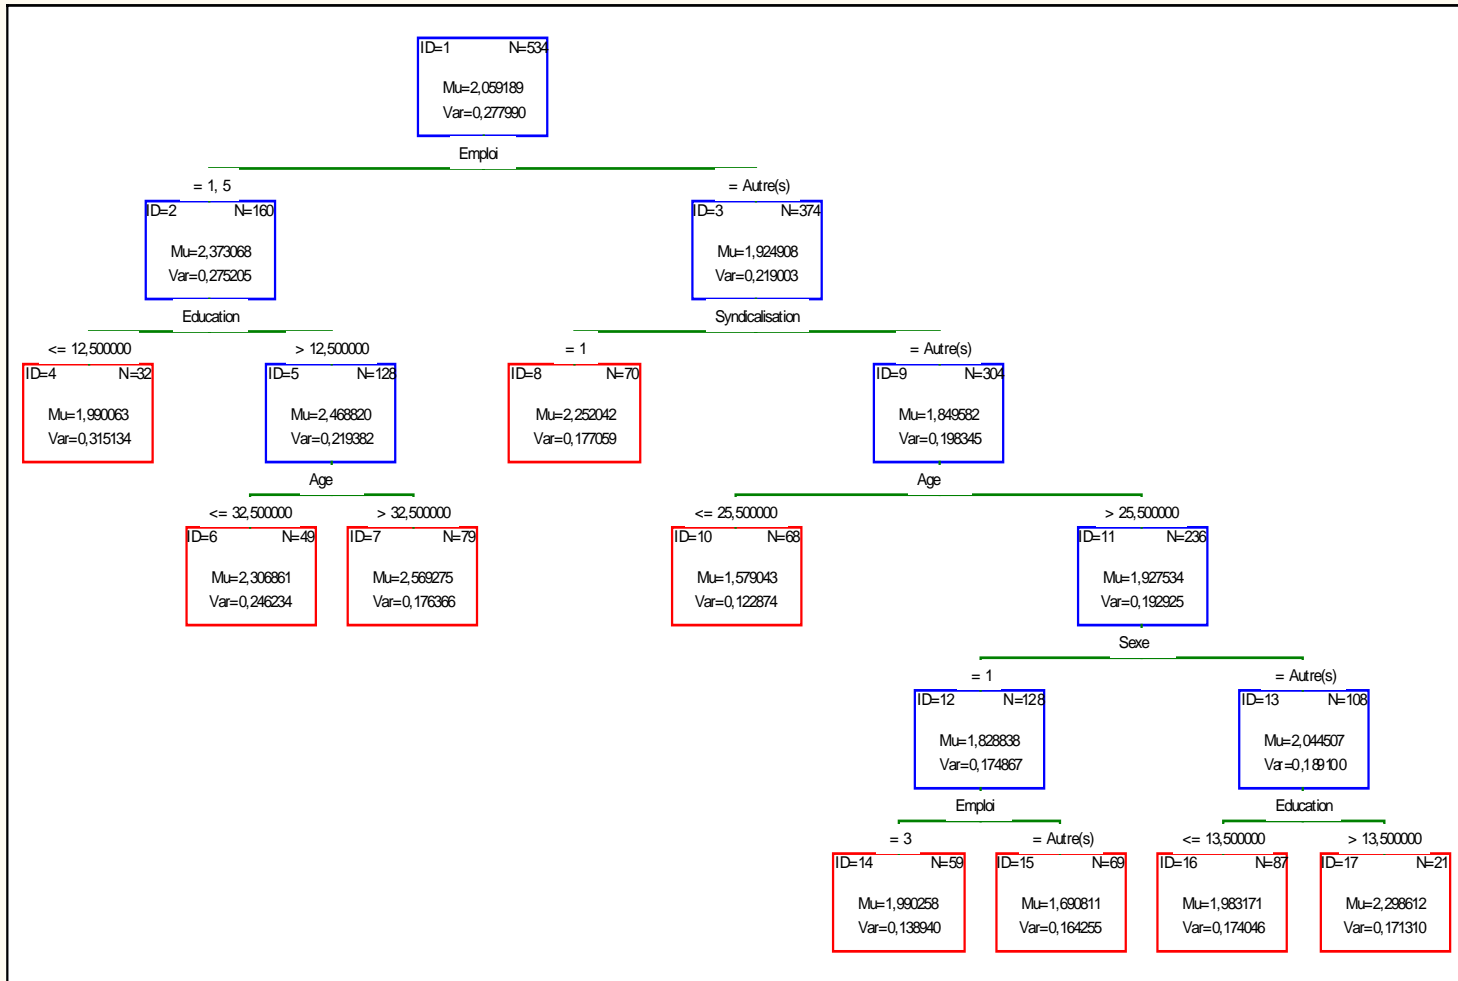 ID=1 N=534
Mu=2,059189
Var=0,277990
Emploi
= 1, 5 = Autre(s)
ID=2 N=160 ID=3 N=374
Mu=2,373068 Mu=1,924908
Var=0,275205 Var=0,219003
Education Syndicalisation
<= 12,500000 > 12,500000 = 1 = Autre(s)
ID=4 N=32 ID=5 N=128 ID=8 N=70 ID=9 N=304
Mu=1,990063 Mu=2,468820 Mu=2,252042 Mu=1,849582
Var=0,315134 Var=0,219382 Var=0,177059 Var=0,198345
Age Age
<= 32,500000 > 32,500000 <= 25,500000 > 25,500000
ID=6 N=49 ID=7 N=79 ID=10 N=68 ID=11 N=236
Mu=2,306861 Mu=2,569275 Mu=1,579043 Mu=1,927534
Var=0,246234 Var=0,176366 Var=0,122874 Var=0,192925
Sexe
= 1 = Autre(s)
ID=12 N=128 ID=13 N=108
Mu=1,828838 Mu=2,044507
Var=0,174867 Var=0,189100
Emploi Education
= 3 = Autre(s) <= 13,500000 > 13,500000
ID=14 N=59 ID=15 N=69 ID=16 N=87 ID=17 N=21
Mu=1,990258 Mu=1,690811 Mu=1,983171 Mu=2,298612
Var=0,138940 Var=0,164255 Var=0,174046 Var=0,171310